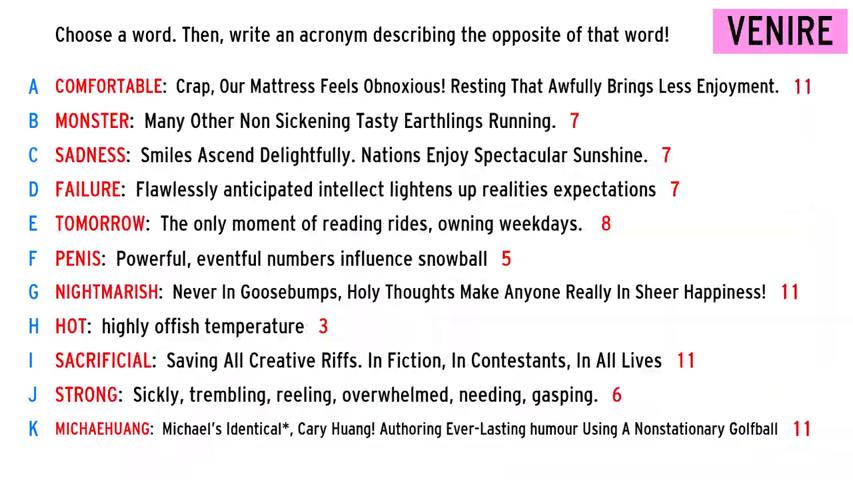 Choose a word. Then, write an acronym describing the opposite of that word!
VENIRE
A COMFORTABLE: Crap, Our Mattress Feels Obnoxious! Resting That Awfully Brings Less Enjoyment. 11
B MONSTER: Many Other Non Sickening Tasty Earthlings Running. 7
C SADNESS: Smiles Ascend Delightfully. Nations Enjoy Spectacular Sunshine. 7
D FAILURE: Flawlessly anticipated intellect lightens up realities expectations 7
E TOMORROW: The only moment of reading rides, owning weekdays. 8
F PENIS: Powerful, eventful numbers influence snowball 5
G NIGHTMARISH: Never In Goosebumps, Holy Thoughts Make Anyone Really In Sheer Happiness! 11
H HOT: highly offish temperature 3
I SACRIFICIAL: Saving All Creative Riffs. In Fiction, In Contestants, In All Lives 11
J STRONG: Sickly, trembling, reeling, overwhelmed, needing, gasping. 6
K MICHAEHUANG: Michael's Identical*, Cary Huang! Authoring Ever-Lasting humour Using A Nonstationary Golfball 11